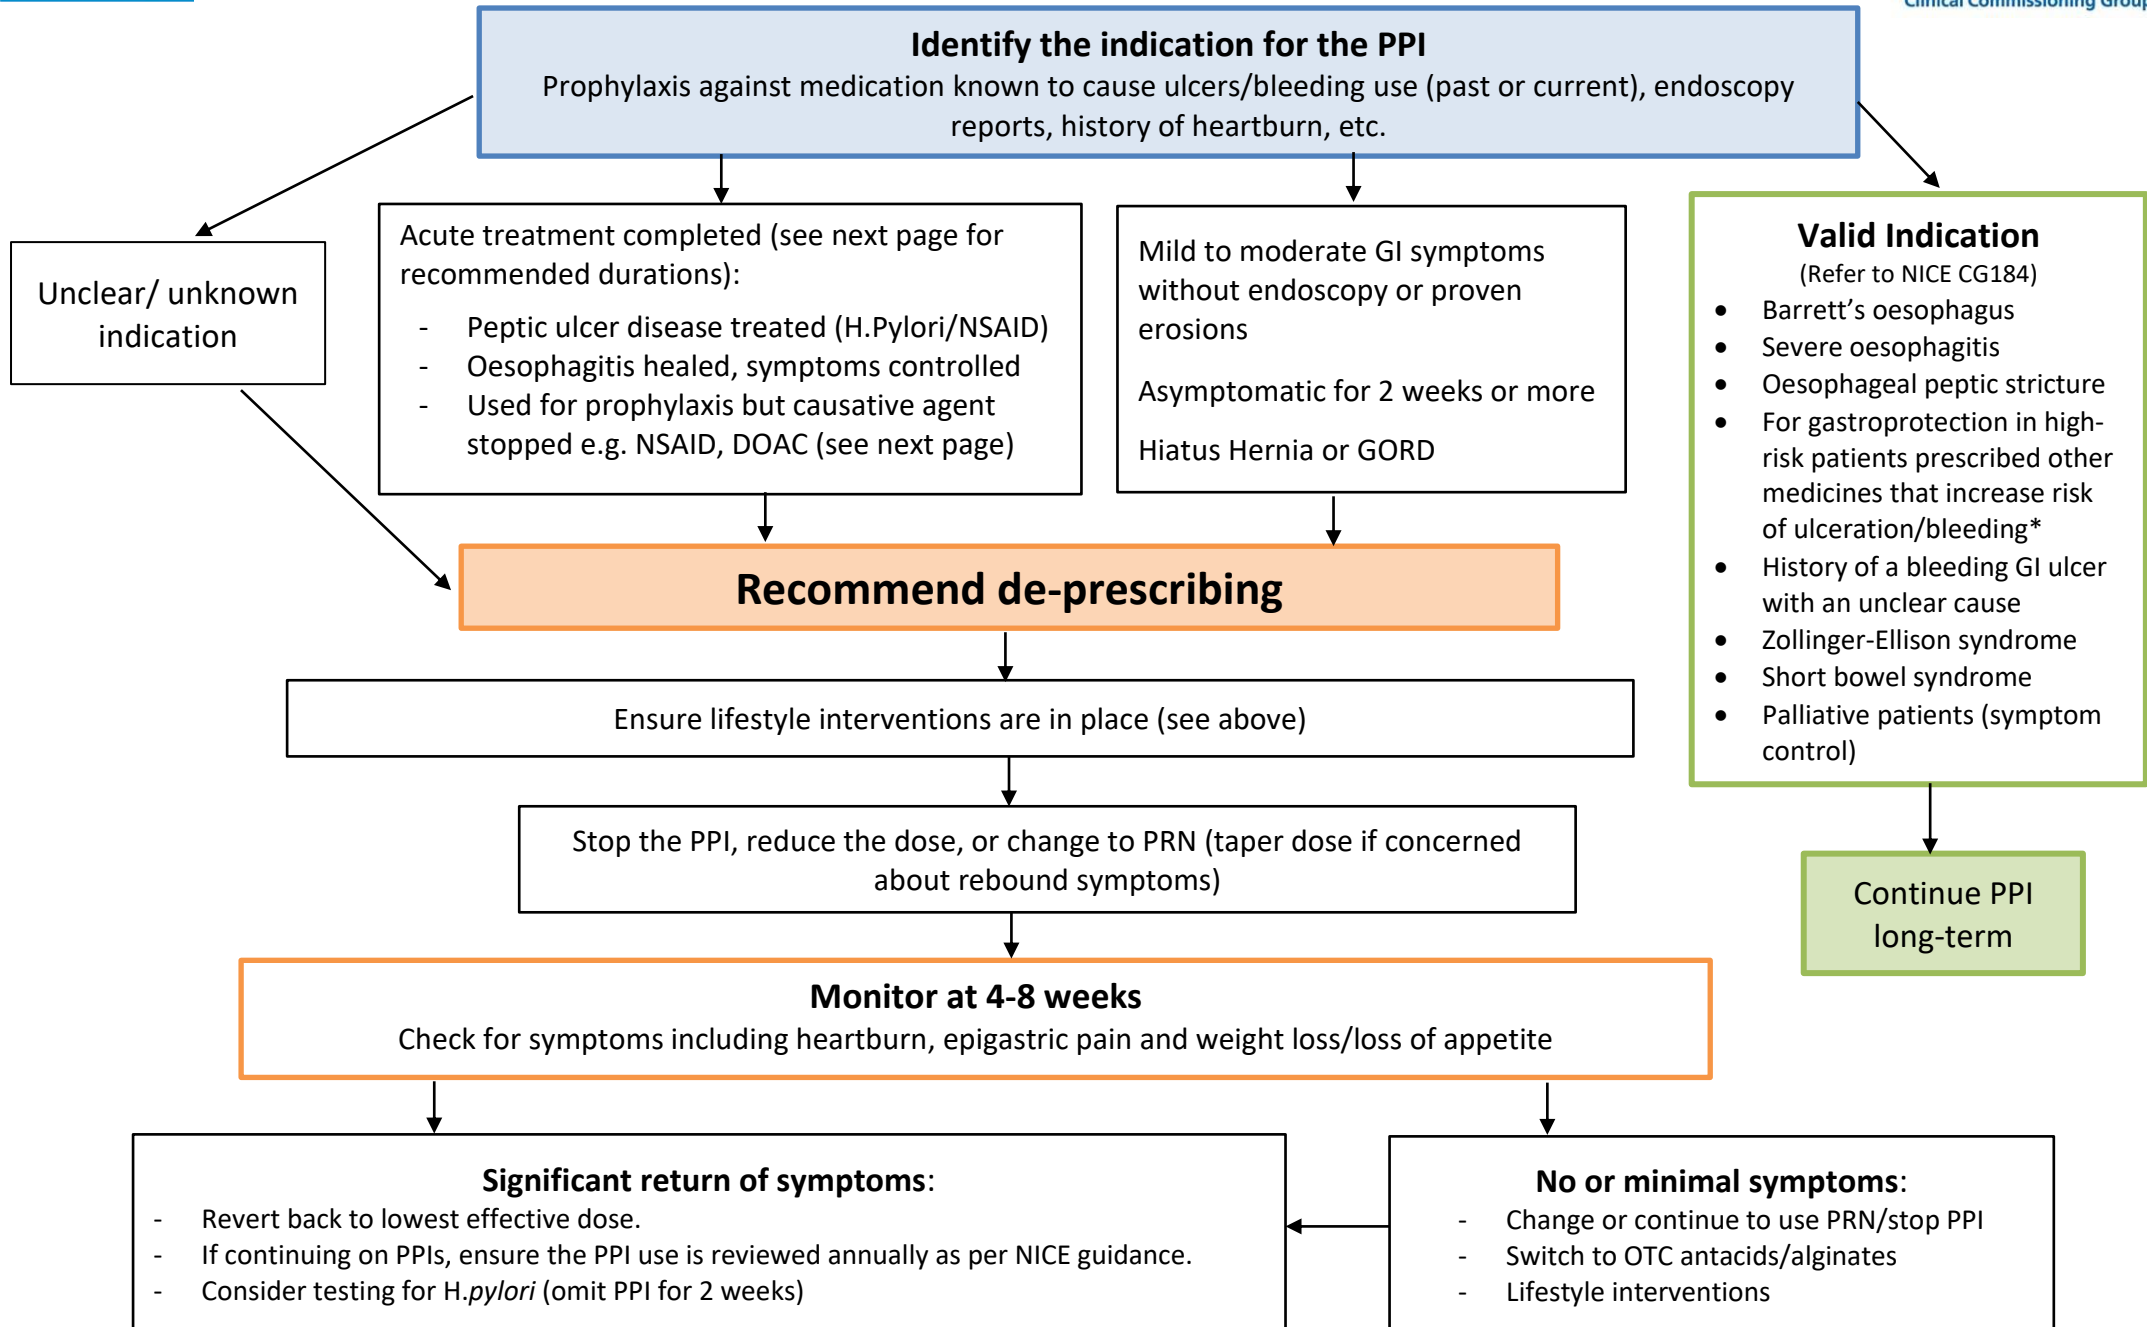 Clinical Commissioning Group
Identify the indication for the PPI
Prophylaxis against medication known to cause ulcers/bleeding use (past or current), endoscopy
reports, history of heartburn, etc.
Unclear/ unknown
indication
Acute treatment completed (see next page for
recommended durations):
- Peptic ulcer disease treated (H.Pylori/NSAID)
- Oesophagitis healed, symptoms controlled
- Used for prophylaxis but causative agent
stopped e.g. NSAID, DOAC (see next page)
Mild to moderate GI symptoms
without endoscopy or proven
erosions
Asymptomatic for 2 weeks or more
Hiatus Hernia or GORD
Valid Indication
(Refer to NICE CG184)
• Barrett’s oesophagus
• Severe oesophagitis
• Oesophageal peptic stricture
• For gastroprotection in high-
risk patients prescribed other
medicines that increase risk
of ulceration/bleeding*
• History of a bleeding GI ulcer
with an unclear cause
• Zollinger-Ellison syndrome
• Short bowel syndrome
• Palliative patients (symptom
control)
Recommend de-prescribing
Ensure lifestyle interventions are in place (see above)
Stop the PPI, reduce the dose, or change to PRN (taper dose if concerned
about rebound symptoms)
Continue PPI
long-term
Monitor at 4-8 weeks
Check for symptoms including heartburn, epigastric pain and weight loss/loss of appetite
Significant return of symptoms:
- Revert back to lowest effective dose.
- If continuing on PPIs, ensure the PPI use is reviewed annually as per NICE guidance.
- Consider testing for H.pylori (omit PPI for 2 weeks)
No or minimal symptoms:
- Change or continue to use PRN/stop PPI
- Switch to OTC antacids/alginates
- Lifestyle interventions